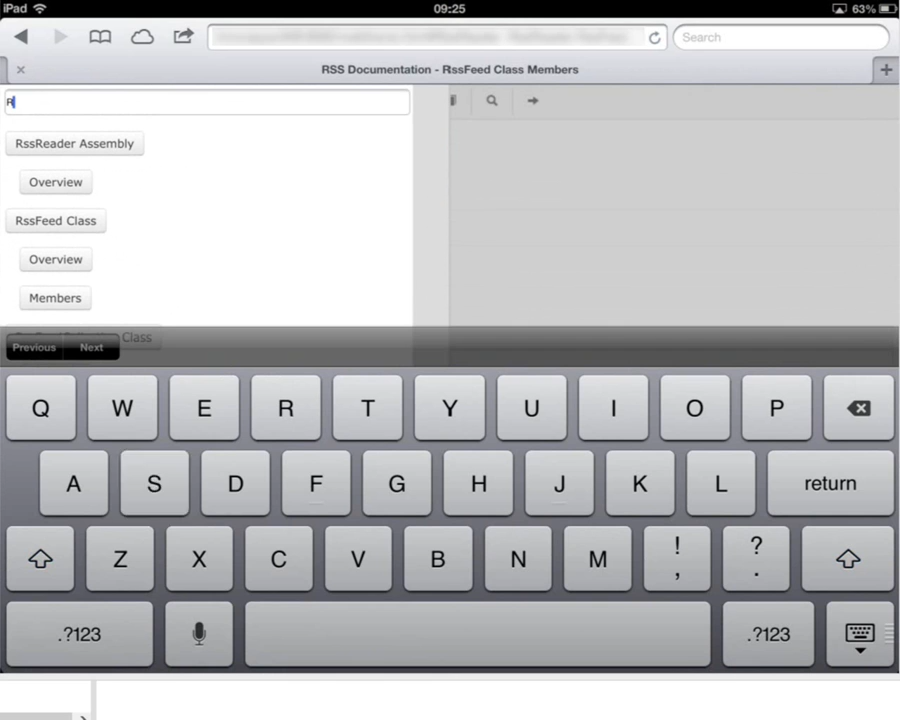 iPad 09:25 63%
Search
RSS Documentation - RssFeed Class Members
R
RssReader Assembly
Overview
RssFeed Class
Overview
Members
Class
Previous Next
Q W E R T Y U I O P
A S D F G H J K L return
Z X C V B N M ! , ? .
.?123 .?123